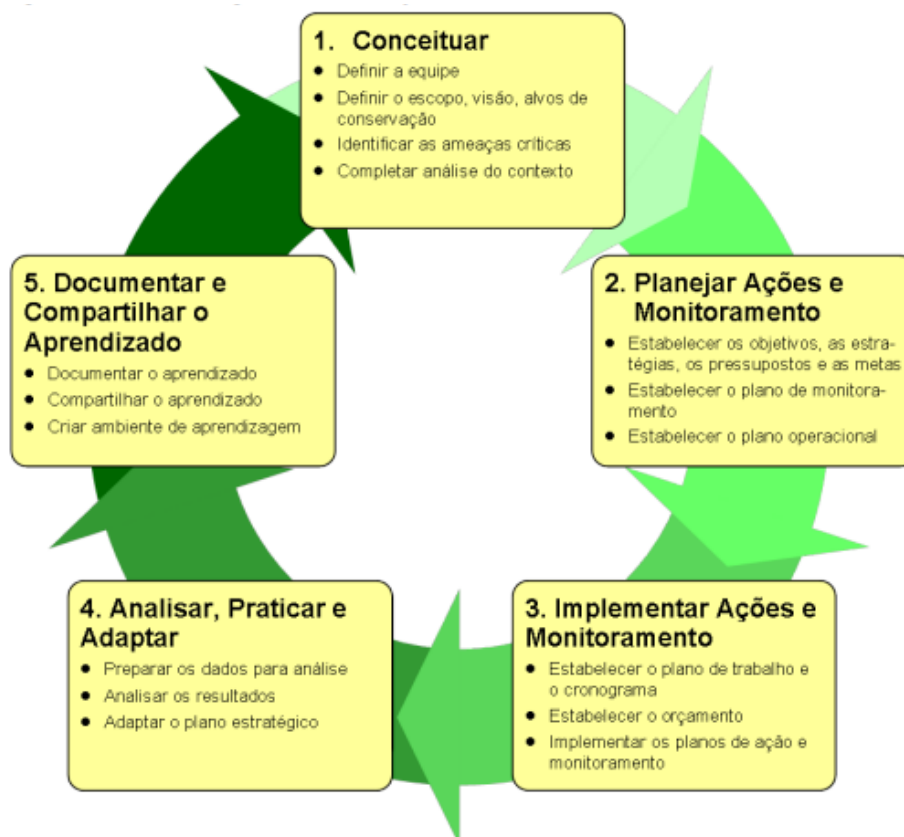 1. Conceituar
● Definir a equipe
● Definir o escopo, visão, alvos de
conservação
● Identificar as ameaças críticas
● Completar análise do contexto
2. Planejar Ações e
Monitoramento
● Estabelecer os objetivos, as estra-
tégias, os pressupostos e as metas
● Estabelecer o plano de monitora-
mento
● Estabelecer o plano operacional
3. Implementar Ações e
Monitoramento
● Estabelecer o plano de trabalho e
o cronograma
● Estabelecer o orçamento
● Implementar os planos de ação e
monitoramento
4. Analisar, Praticar e
Adaptar
● Preparar os dados para análise
● Analisar os resultados
● Adaptar o plano estratégico
5. Documentar e
Compartilhar o
Aprendizado
● Documentar o aprendizado
● Compartilhar o aprendizado
● Criar ambiente de aprendizagem